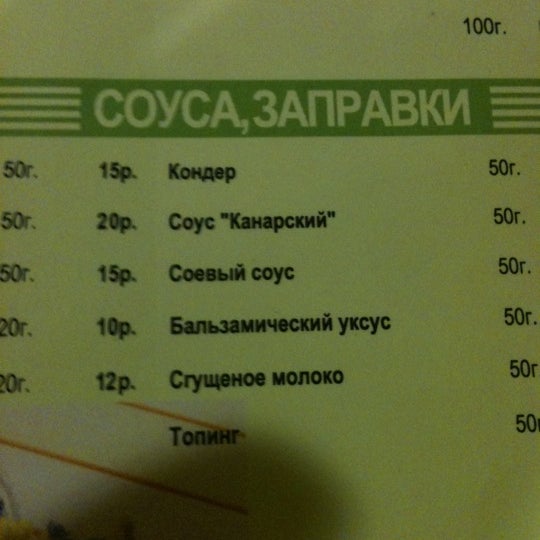 100г.
СОУСА,ЗАПРАВКИ
50г. 15р. Кондер 50г.
50г. 20р. Соус "Канарский" 50г.
50г. 15р. Соевый соус 50г.
20г. 10р. Бальзамический уксус 50г.
20г. 12р. Сгущеное молоко 50г
Топинг 50г